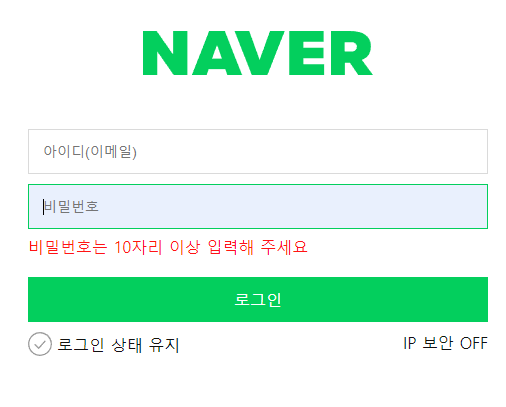 NAVER
아이디(이메일)
비밀번호
비밀번호는 10자리 이상 입력해 주세요
로그인
로그인 상태 유지 IP 보안 OFF